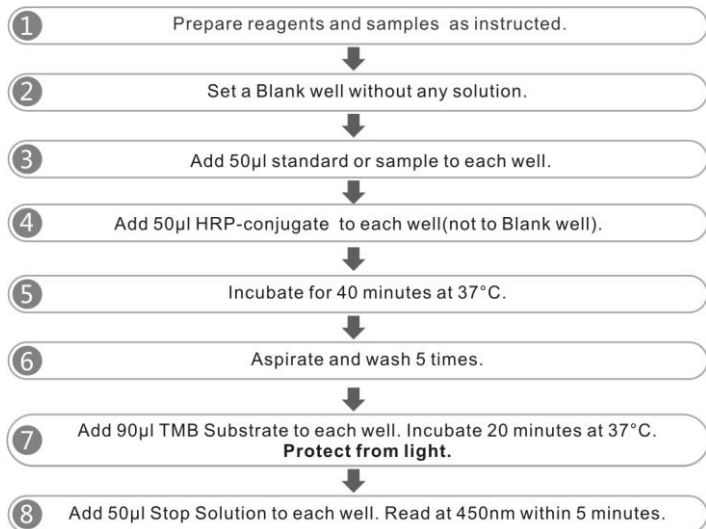 1 Prepare reagents and samples as instructed.
2 Set a Blank well without any solution.
3 Add 50μl standard or sample to each well.
4 Add 50μl HRP-conjugate to each well(not to Blank well).
5 Incubate for 40 minutes at 37°C.
6 Aspirate and wash 5 times.
7 Add 90μl TMB Substrate to each well. Incubate 20 minutes at 37°C.
Protect from light.
8 Add 50μl Stop Solution to each well. Read at 450nm within 5 minutes.